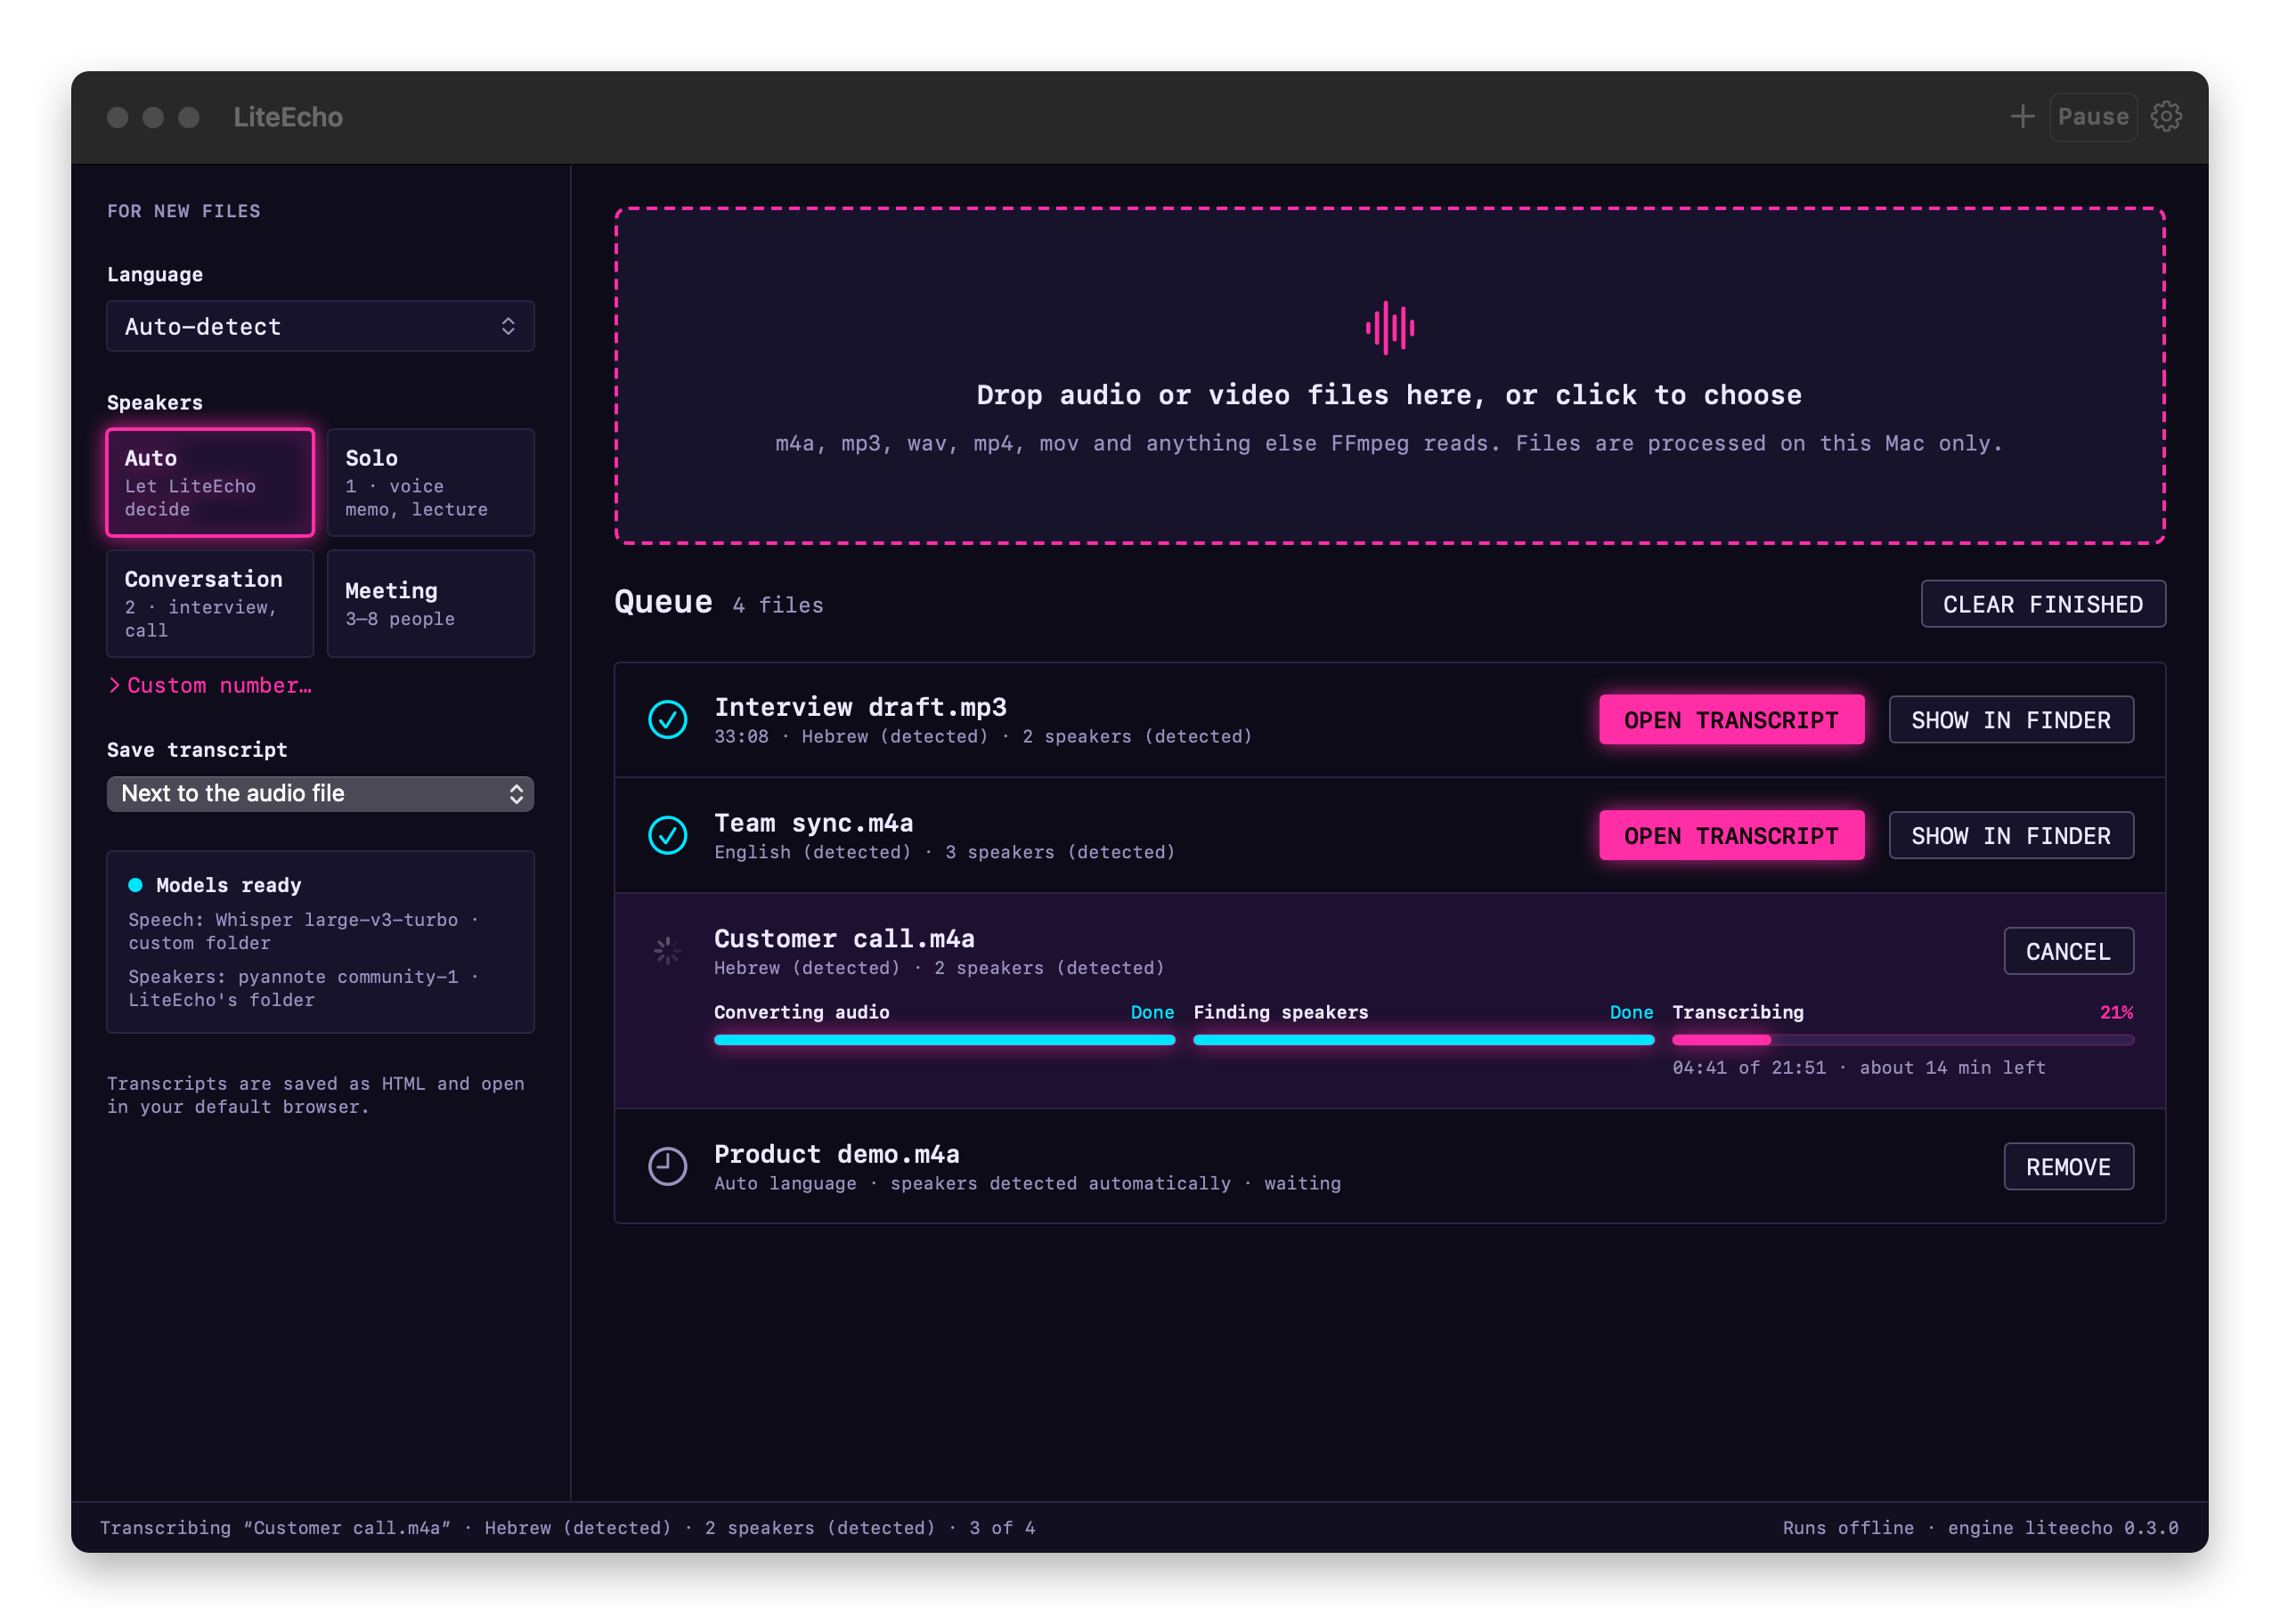 LiteEcho
Pause
FOR NEW FILES
Language
Auto-detect
Speakers
Auto
Let LiteEcho
decide
Solo
1 · voice
memo, lecture
Conversation
2 · interview,
call
Meeting
3–8 people
Custom number…
Save transcript
Next to the audio file
Models ready
Speech: Whisper large-v3-turbo ·
custom folder
Speakers: pyannote community-1 ·
LiteEcho's folder
Transcripts are saved as HTML and open
in your default browser.
Drop audio or video files here, or click to choose
m4a, mp3, wav, mp4, mov and anything else FFmpeg reads. Files are processed on this Mac only.
Queue 4 files
CLEAR FINISHED
Interview draft.mp3
33:08 · Hebrew (detected) · 2 speakers (detected)
OPEN TRANSCRIPT
SHOW IN FINDER
Team sync.m4a
English (detected) · 3 speakers (detected)
OPEN TRANSCRIPT
SHOW IN FINDER
Customer call.m4a
Hebrew (detected) · 2 speakers (detected)
CANCEL
Converting audio Done
Finding speakers Done
Transcribing 21%
04:41 of 21:51 · about 14 min left
Product demo.m4a
Auto language · speakers detected automatically · waiting
REMOVE
Transcribing “Customer call.m4a” · Hebrew (detected) · 2 speakers (detected) · 3 of 4
Runs offline · engine liteecho 0.3.0